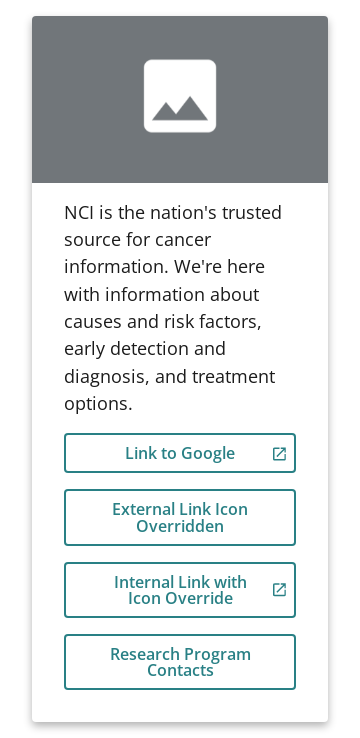 NCI is the nation's trusted
source for cancer
information. We're here
with information about
causes and risk factors,
early detection and
diagnosis, and treatment
options.
Link to Google
External Link Icon
Overridden
Internal Link with
Icon Override
Research Program
Contacts